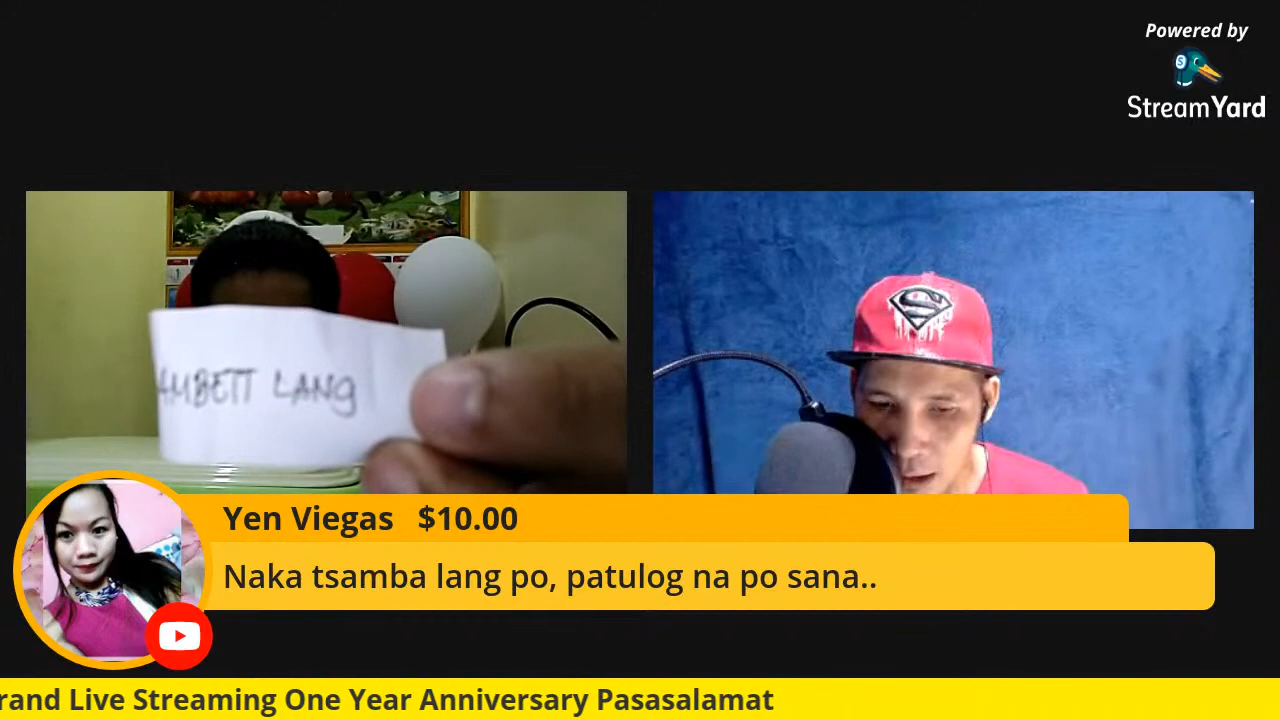 Powered by
StreamYard
AMBETT LANG
Yen Viegas $10.00
Naka tsamba lang po, patulog na po sana..
rand Live Streaming One Year Anniversary Pasasalamat